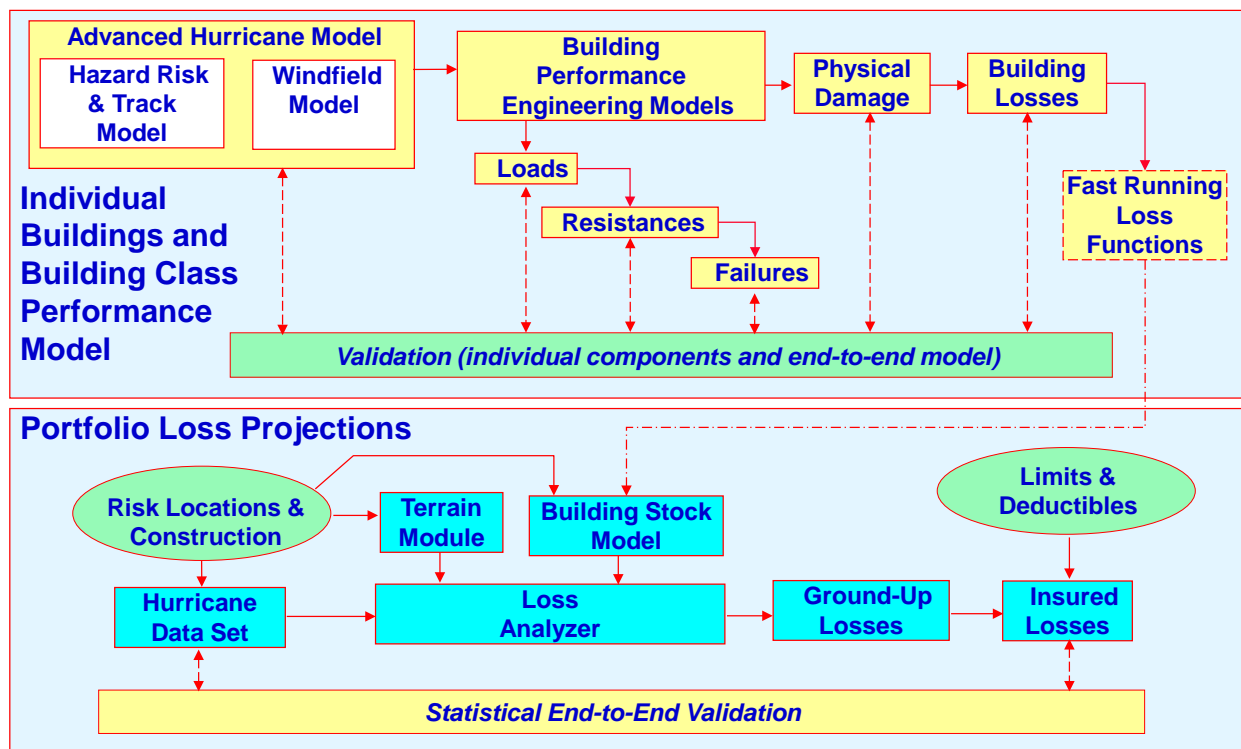 Advanced Hurricane Model
Hazard Risk
& Track
Model
Windfield
Model
Building
Performance
Engineering Models
Physical
Damage
Building
Losses
Loads
Resistances
Failures
Fast Running
Loss
Functions
Individual
Buildings and
Building Class
Performance
Model
Validation (individual components and end-to-end model)
Portfolio Loss Projections
Risk Locations &
Construction
Terrain
Module
Building Stock
Model
Limits &
Deductibles
Hurricane
Data Set
Loss
Analyzer
Ground-Up
Losses
Insured
Losses
Statistical End-to-End Validation